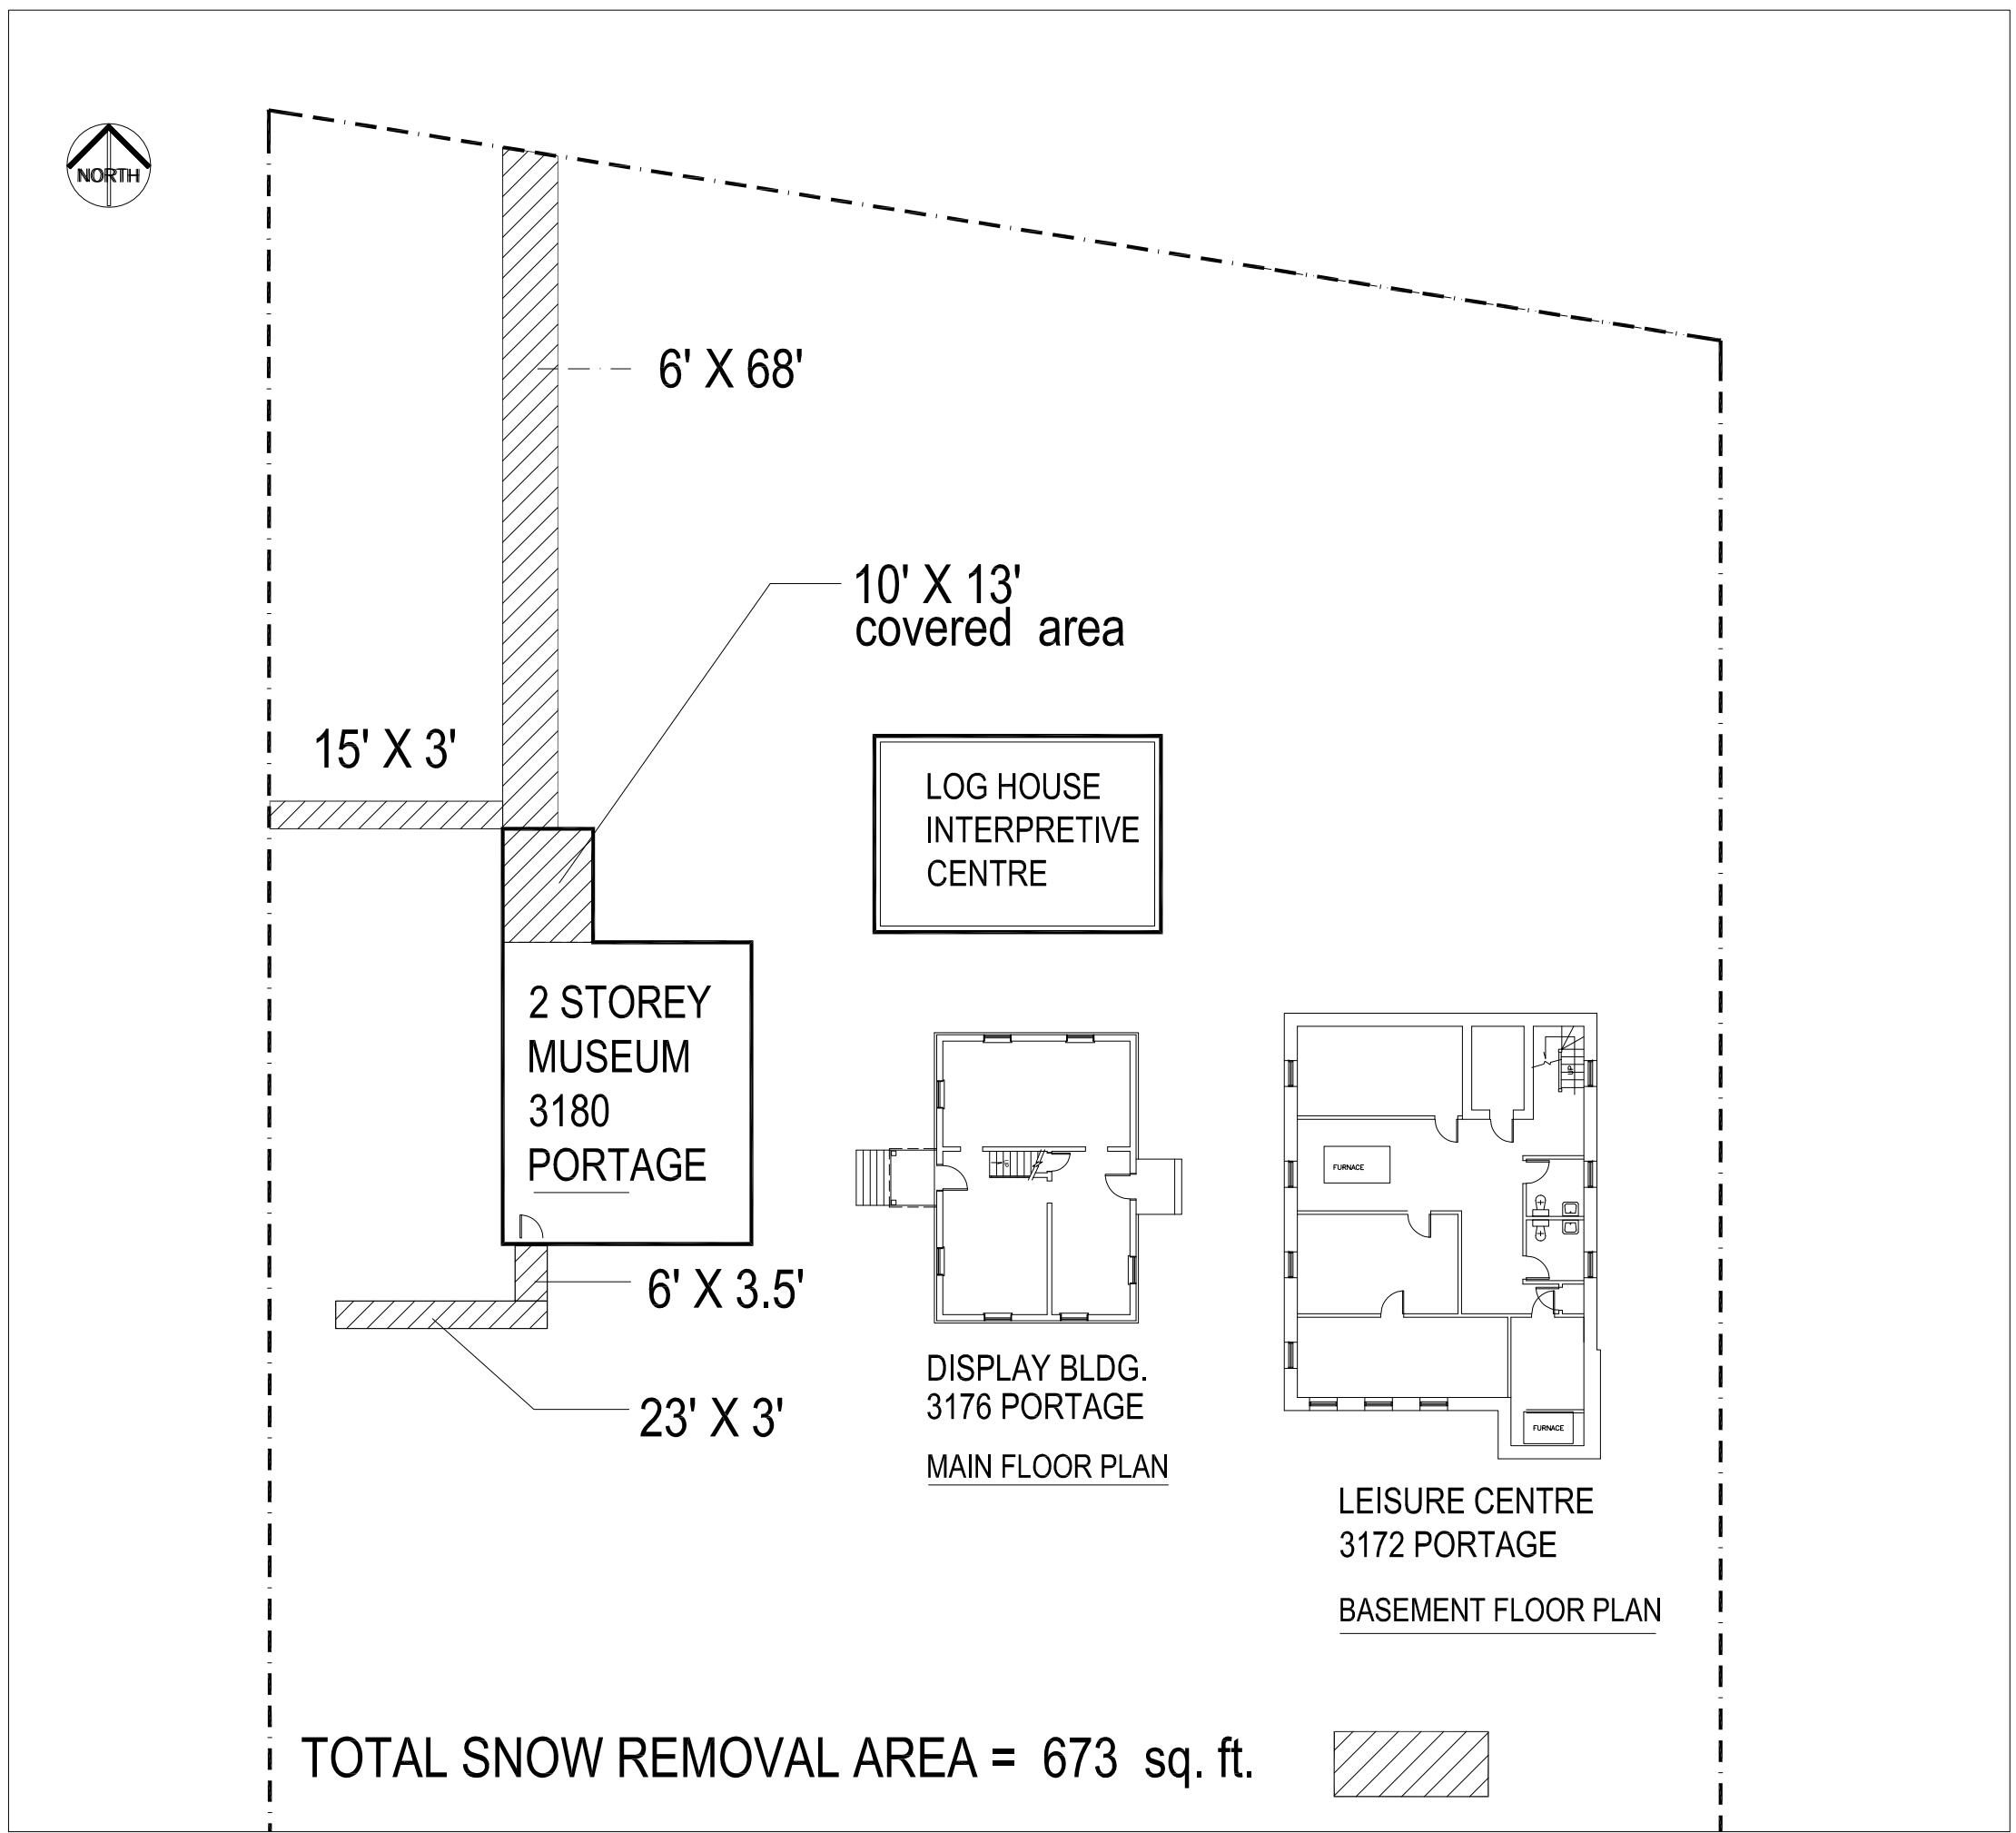 NORTH
6' X 68'
10' X 13'
covered area
15' X 3'
LOG HOUSE
INTERPRETIVE
CENTRE
2 STOREY
MUSEUM
3180
PORTAGE
UP
UP
FURNACE
6' X 3.5'
23' X 3'
DISPLAY BLDG.
3176 PORTAGE
MAIN FLOOR PLAN
FURNACE
LEISURE CENTRE
3172 PORTAGE
BASEMENT FLOOR PLAN
TOTAL SNOW REMOVAL AREA = 673 sq. ft.